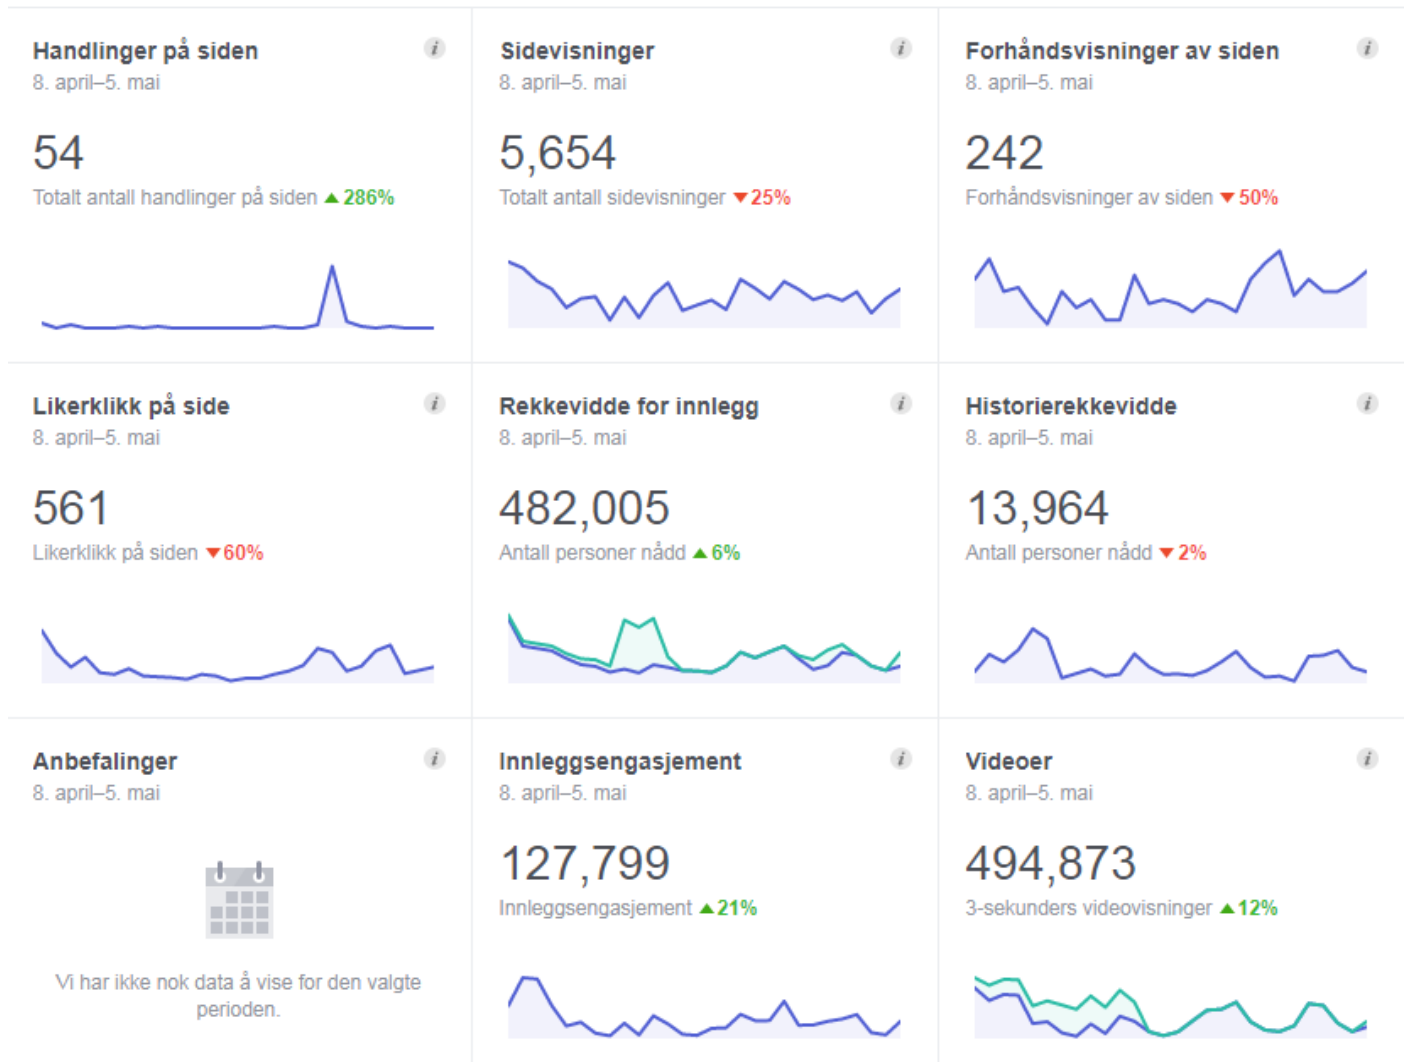 Handlinger på siden
8. april–5. mai
54
Totalt antall handlinger på siden ▲ 286%
Sidevisninger
8. april–5. mai
5,654
Totalt antall sidevisninger ▼ 25%
Forhåndsvisninger av siden
8. april–5. mai
242
Forhåndsvisninger av siden ▼ 50%
Likerklikk på side
8. april–5. mai
561
Likerklikk på siden ▼ 60%
Rekkevidde for innlegg
8. april–5. mai
482,005
Antall personer nådd ▲ 6%
Historierekkevidde
8. april–5. mai
13,964
Antall personer nådd ▼ 2%
Anbefalinger
8. april–5. mai
Vi har ikke nok data å vise for den valgte
perioden.
Innleggsengasjement
8. april–5. mai
127,799
Innleggsengasjement ▲ 21%
Videoer
8. april–5. mai
494,873
3-sekunders videovisninger ▲ 12%